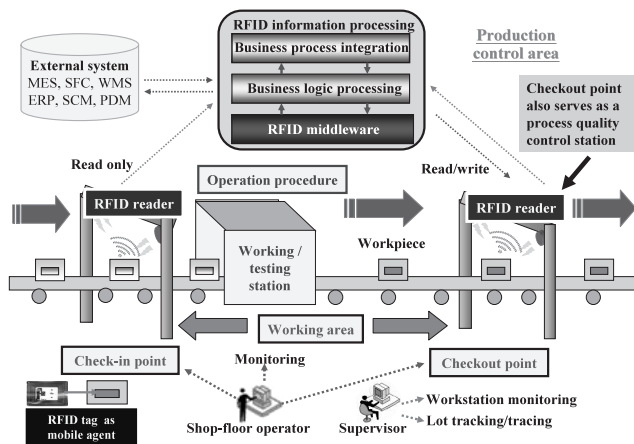 RFID information processing
Business process integration
Business logic processing
RFID middleware
External system
MES, SFC, WMS
ERP, SCM, PDM
Production
control area
Checkout point
also serves as a
process quality
control station
Read only
Read/write
Operation procedure
RFID reader
RFID reader
Workpiece
Working /
testing
station
Working area
Check-in point
Monitoring
Checkout point
RFID tag as
mobile agent
Shop-floor operator
Supervisor
Workstation monitoring
Lot tracking/tracing